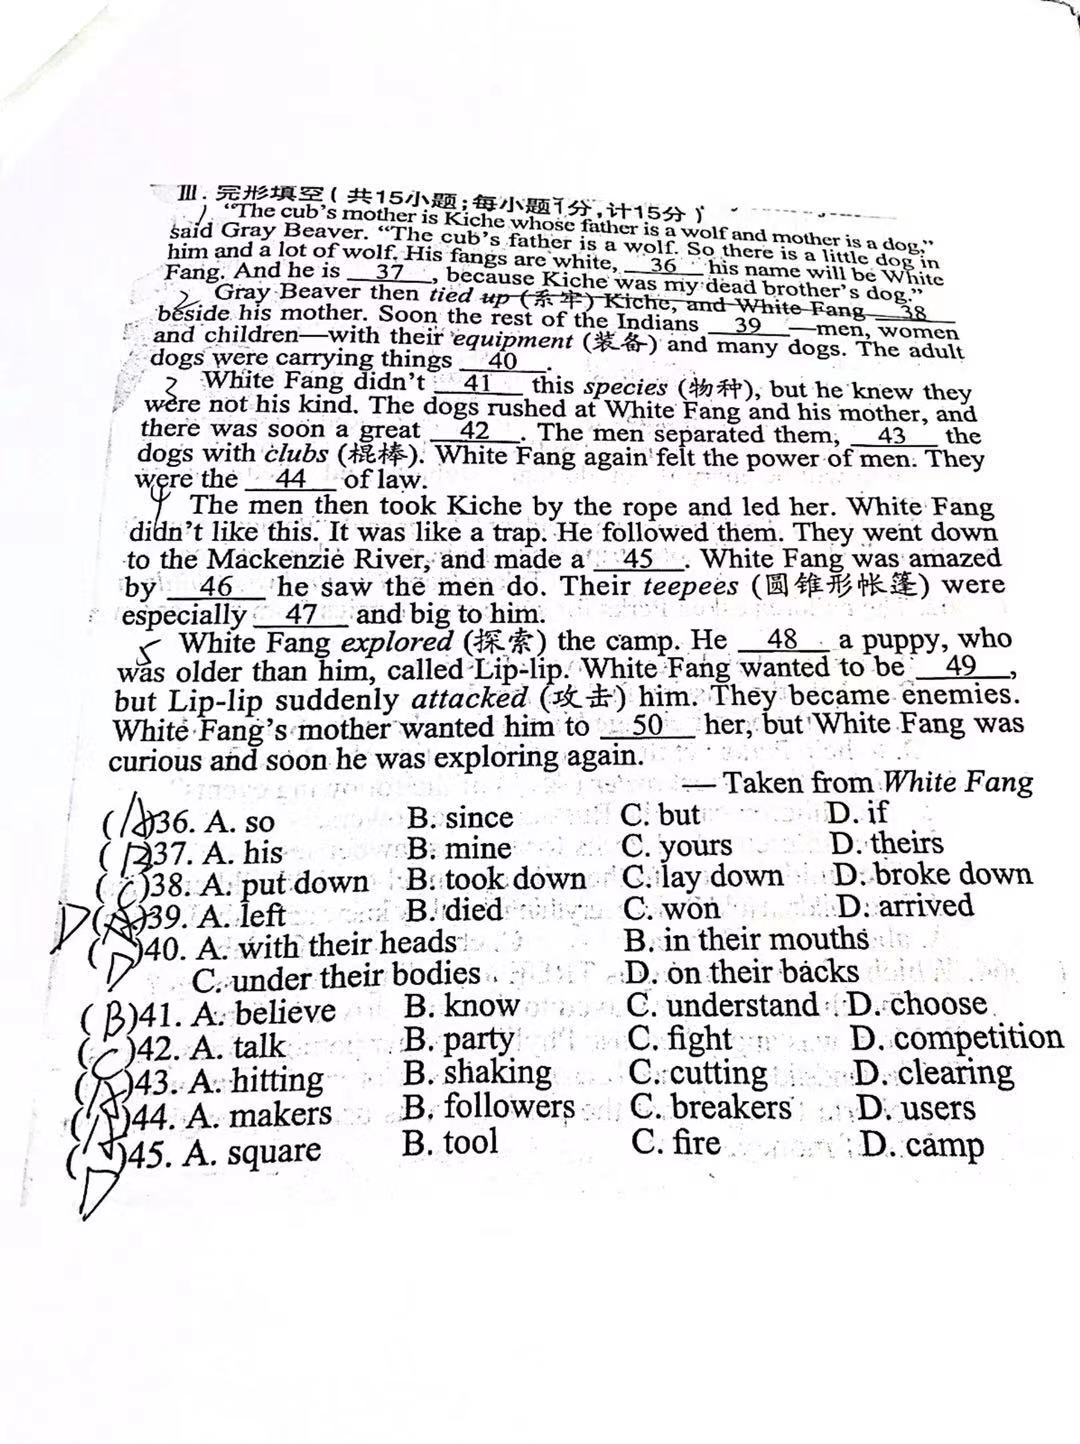 III. 完形填空(共15小题;每小题1分,计15分)
1 “The cub's mother is Kiche whose father is a wolf and mother is a dog,”
said Gray Beaver. “The cub's father is a wolf. So there is a little dog in
him and a lot of wolf. His fangs are white, 36 his name will be White
Fang. And he is 37, because Kiche was my dead brother's dog.”
2 Gray Beaver then tied up (系牢) Kiche, and White Fang 38
beside his mother. Soon the rest of the Indians 39 —men, women
and children—with their equipment (装备) and many dogs. The adult
dogs were carrying things 40.
3 White Fang didn't 41 this species (物种), but he knew they
were not his kind. The dogs rushed at White Fang and his mother, and
there was soon a great 42. The men separated them, 43 the
dogs with clubs (棍棒). White Fang again felt the power of men. They
were the 44 of law.
4 The men then took Kiche by the rope and led her. White Fang
didn't like this. It was like a trap. He followed them. They went down
to the Mackenzie River, and made a 45. White Fang was amazed
by 46 he saw the men do. Their teepees (圆锥形帐篷) were
especially 47 and big to him.
5 White Fang explored (探索) the camp. He 48 a puppy, who
was older than him, called Lip-lip. White Fang wanted to be 49,
but Lip-lip suddenly attacked (攻击) him. They became enemies.
White Fang's mother wanted him to 50 her, but White Fang was
curious and soon he was exploring again.
— Taken from White Fang
(A)36. A. so B. since C. but D. if
( )37. A. his B. mine C. yours D. theirs
(C)38. A. put down B. took down C. lay down D. broke down
D(A)39. A. left B. died C. won D. arrived
(D)40. A. with their heads B. in their mouths
C. under their bodies D. on their backs
(B)41. A. believe B. know C. understand D. choose
(C)42. A. talk B. party C. fight D. competition
(A)43. A. hitting B. shaking C. cutting D. clearing
(A)44. A. makers B. followers C. breakers D. users
(D)45. A. square B. tool C. fire D. camp